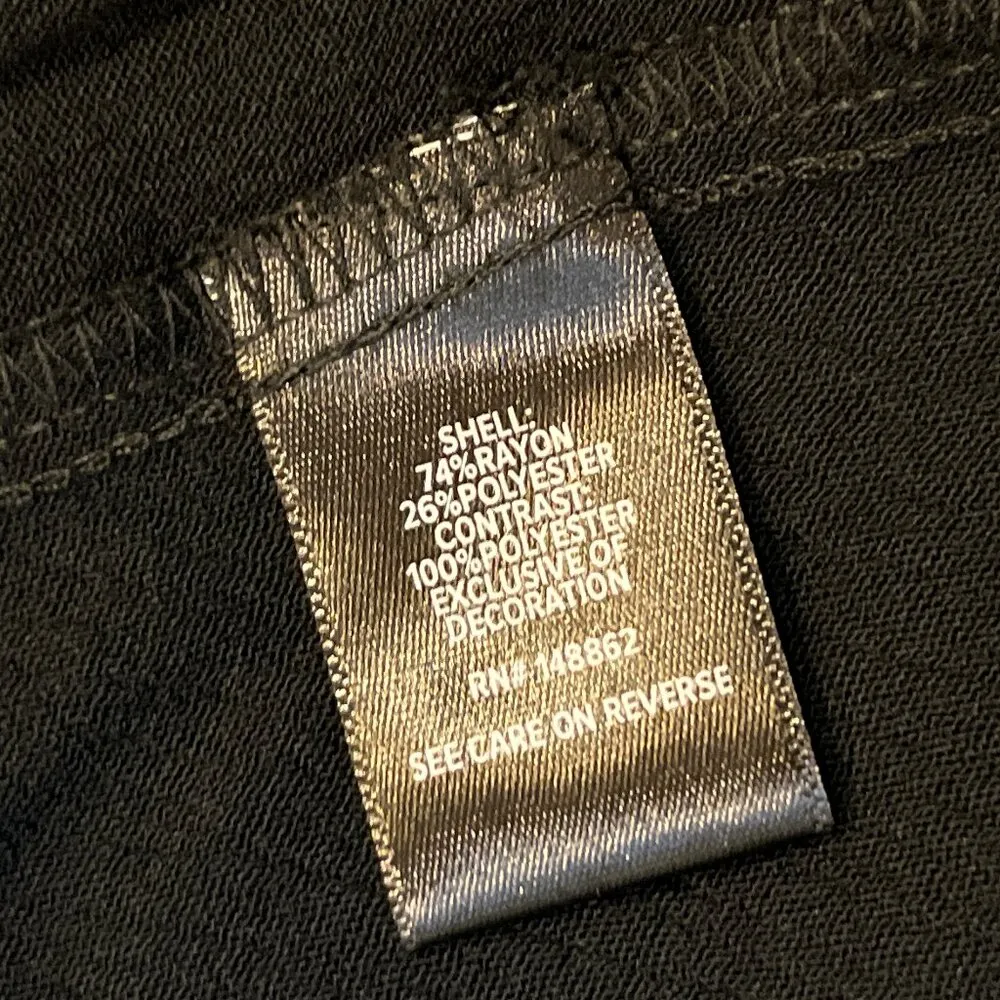 SHELL:
74%RAYON
26%POLYESTER
CONTRAST:
100%POLYESTER
EXCLUSIVE OF
DECORATION
RN# 148862
SEE CARE ON REVERSE